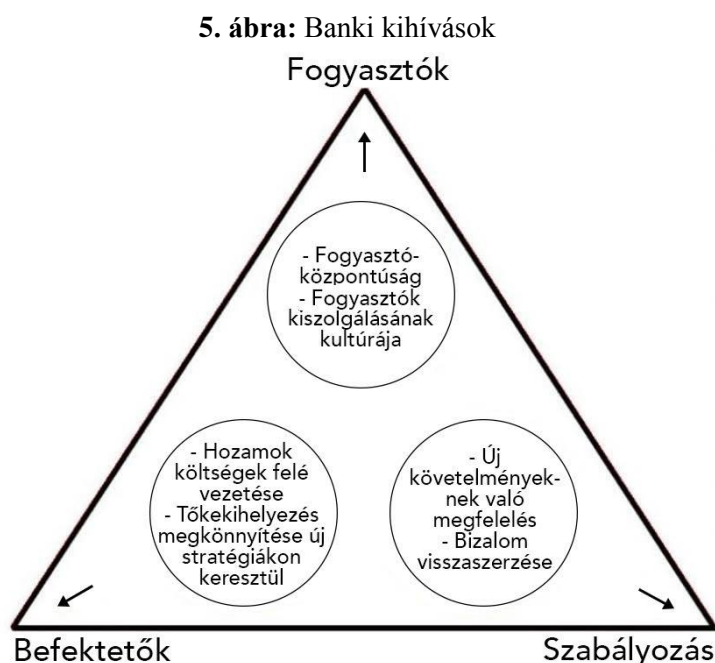 5. ábra: Banki kihívások
Fogyasztók
- Fogyasztó-
központúság
- Fogyasztók
kiszolgálásának
kultúrája
- Hozamok
költségek felé
vezetése
- Tőkekihelyezés
megkönnyítése új
stratégiákon
keresztül
- Új
követelmények-
nek való
megfelelés
- Bizalom
visszaszerzése
Befektetők
Szabályozás